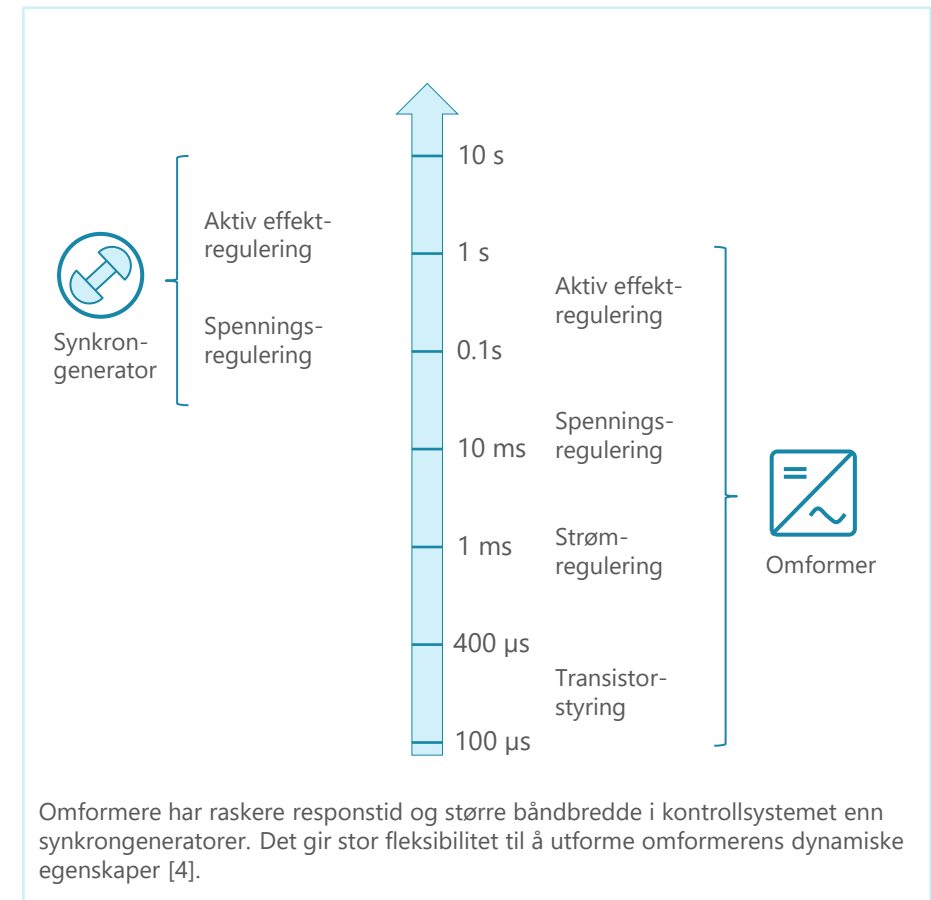 Synkron-
generator
Aktiv effekt-
regulering
Spennings-
regulering
10 s
1 s
0.1s
10 ms
1 ms
400 µs
100 µs
Aktiv effekt-
regulering
Spennings-
regulering
Strøm-
regulering
Transistor-
styring
Omformer
Omformere har raskere responstid og større båndbredde i kontrollsystemet enn
synkrongeneratorer. Det gir stor fleksibilitet til å utforme omformerens dynamiske
egenskaper [4].